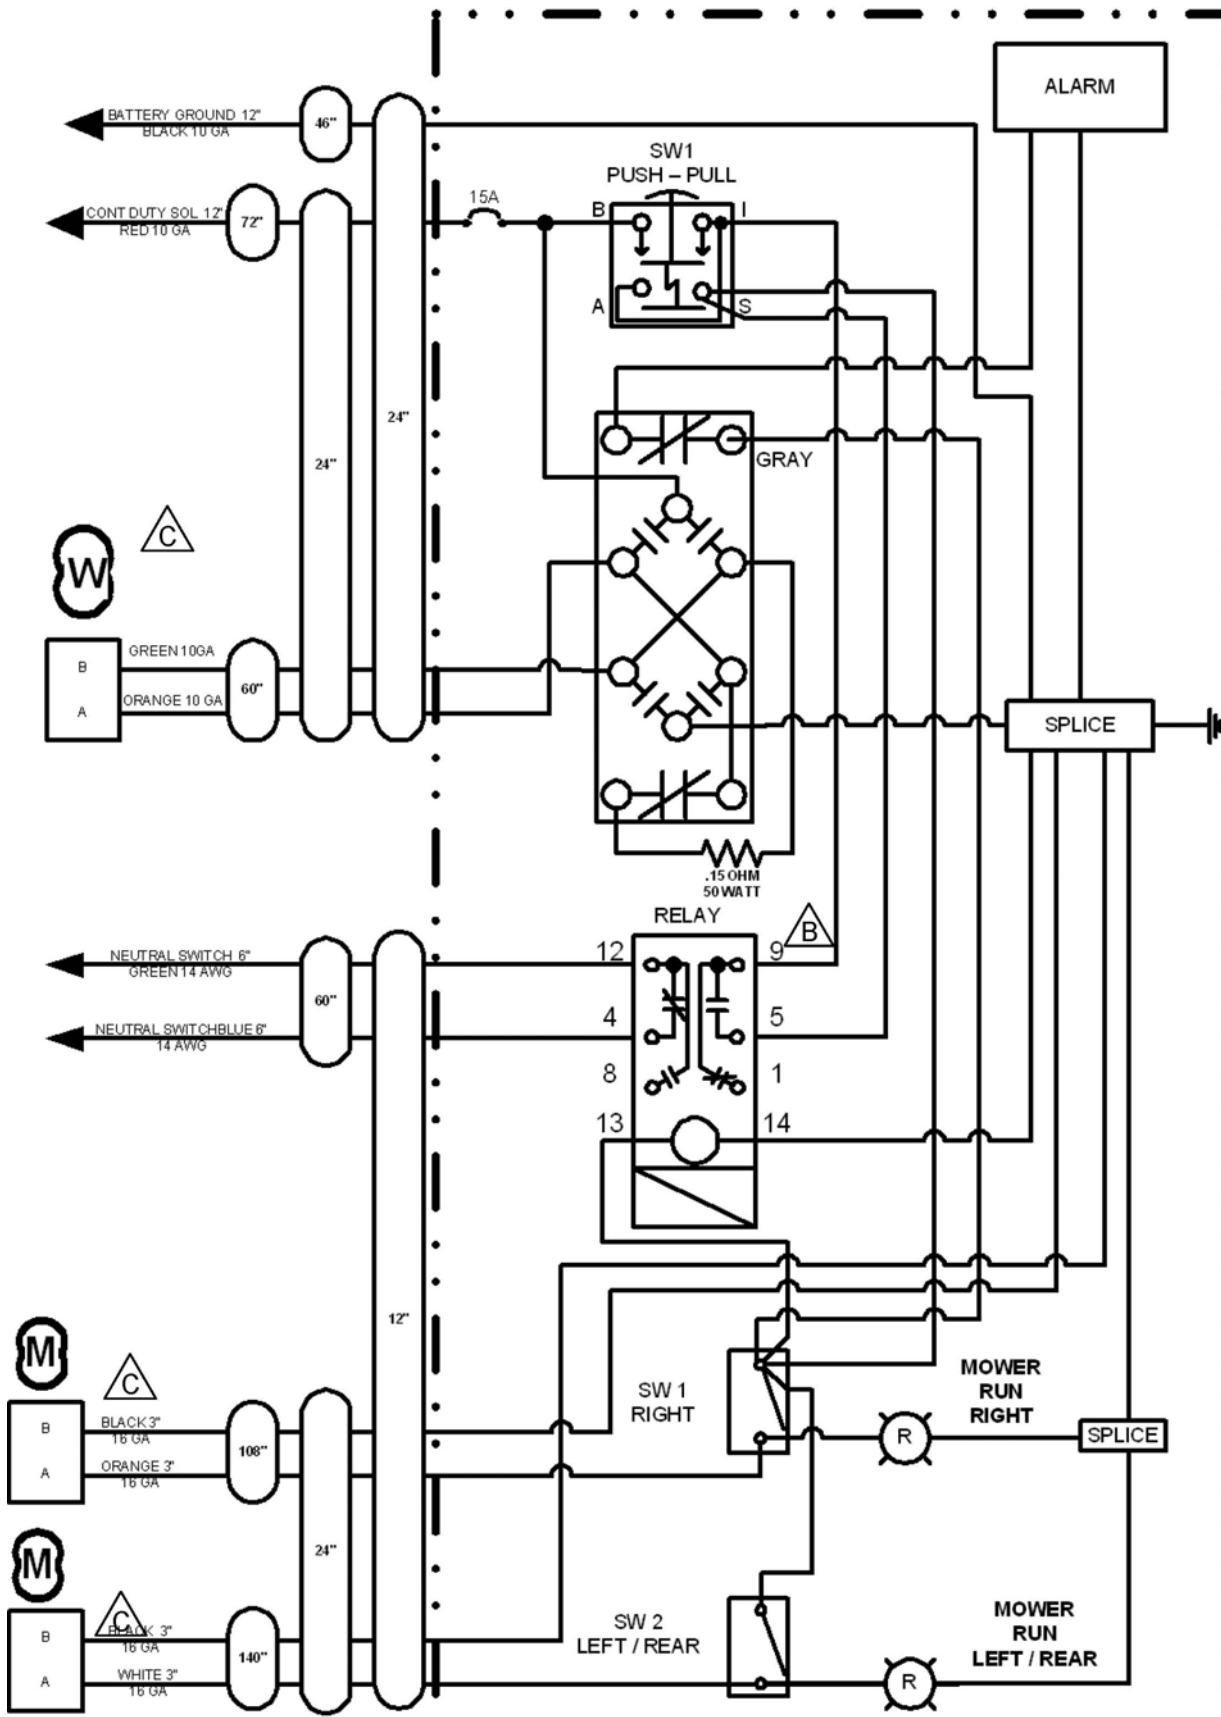 ALARM
BATTERY GROUND 12"
BLACK 10 GA
46"
SW1
PUSH – PULL
CONT DUTY SOL 12"
RED 10 GA
72"
15A
B
I
A
S
24"
24"
GRAY
C
W
B
GREEN 10GA
A
ORANGE 10 GA
60"
SPLICE
.15 OHM
50 WATT
RELAY
B
NEUTRAL SWITCH 6"
GREEN 14 AWG
12
9
60"
NEUTRAL SWITCHBLUE 6"
14 AWG
4
5
8
1
13
14
12"
M
C
B
BLACK 3"
16 GA
A
ORANGE 3"
16 GA
108"
SW 1
RIGHT
MOWER
RUN
RIGHT
R
SPLICE
24"
M
C
B
BLACK 3"
16 GA
A
WHITE 3"
16 GA
140"
SW 2
LEFT / REAR
MOWER
RUN
LEFT / REAR
R